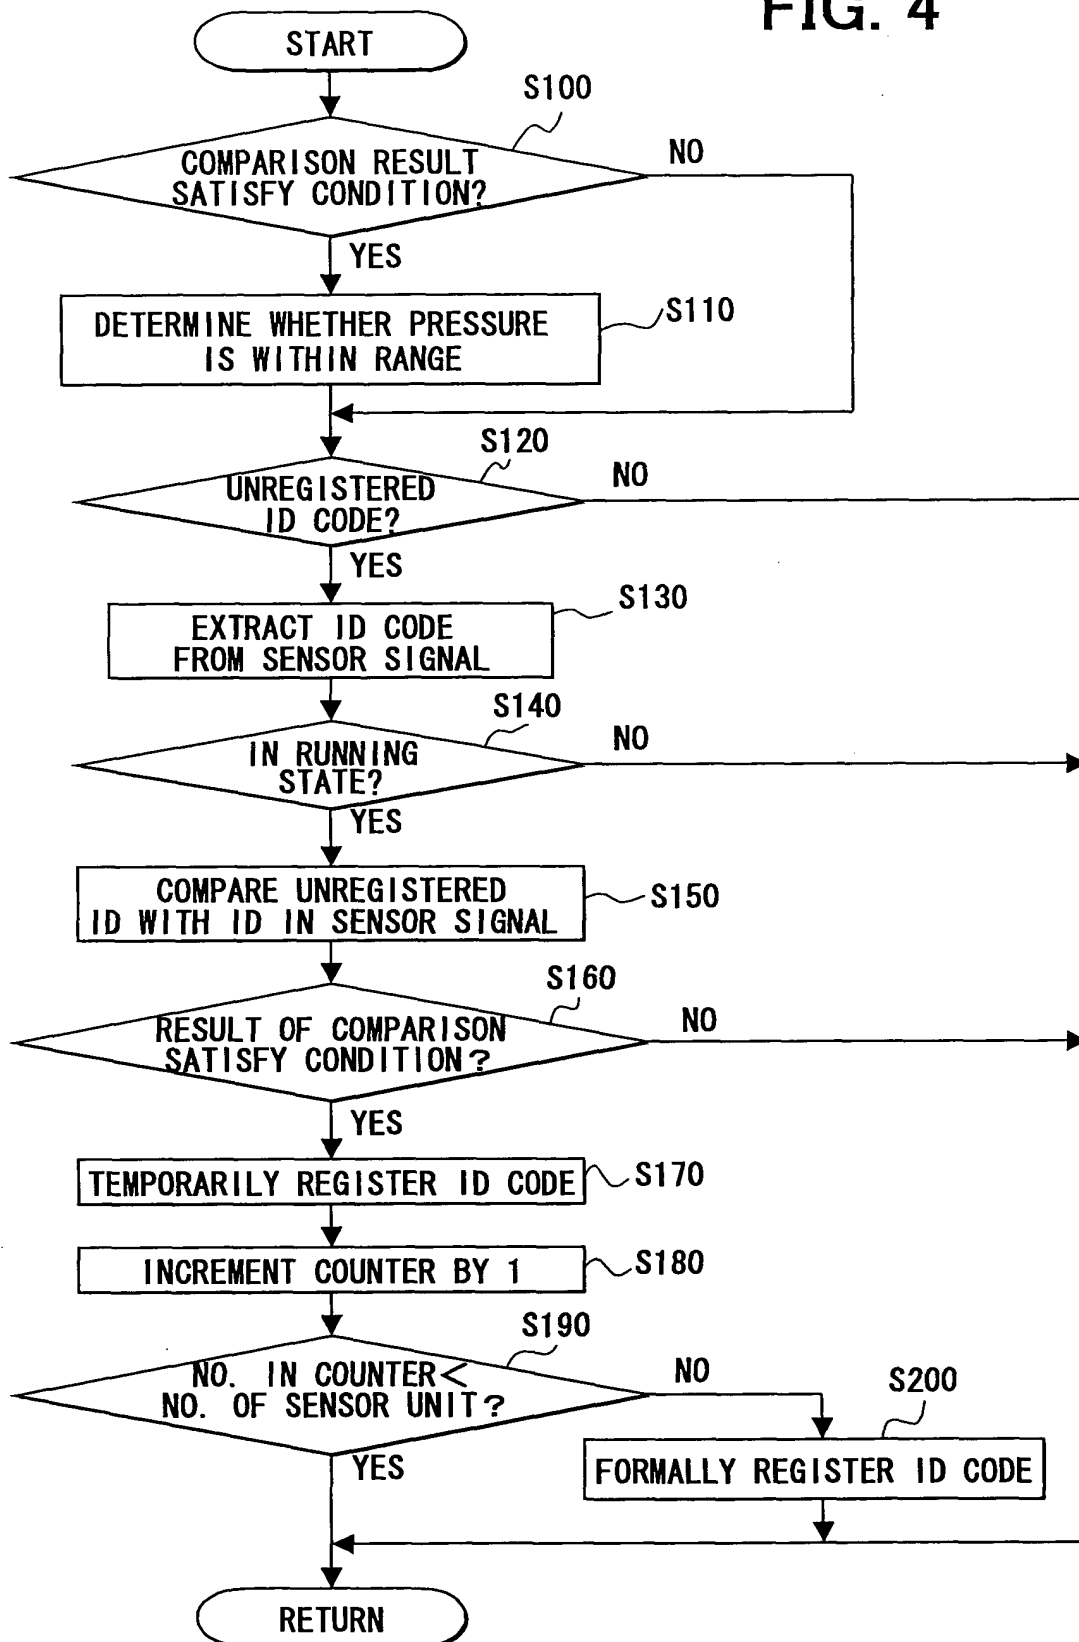 FIG. 4
START
S100
COMPARISON RESULT
SATISFY CONDITION?
NO
YES
DETERMINE WHETHER PRESSURE
IS WITHIN RANGE
S110
S120
UNREGISTERED
ID CODE?
NO
YES
S130
EXTRACT ID CODE
FROM SENSOR SIGNAL
S140
IN RUNNING
STATE?
NO
YES
COMPARE UNREGISTERED
ID WITH ID IN SENSOR SIGNAL
S150
S160
RESULT OF COMPARISON
SATISFY CONDITION?
NO
YES
TEMPORARILY REGISTER ID CODE
S170
INCREMENT COUNTER BY 1
S180
S190
NO. IN COUNTER<
NO. OF SENSOR UNIT?
NO
YES
S200
FORMALLY REGISTER ID CODE
RETURN